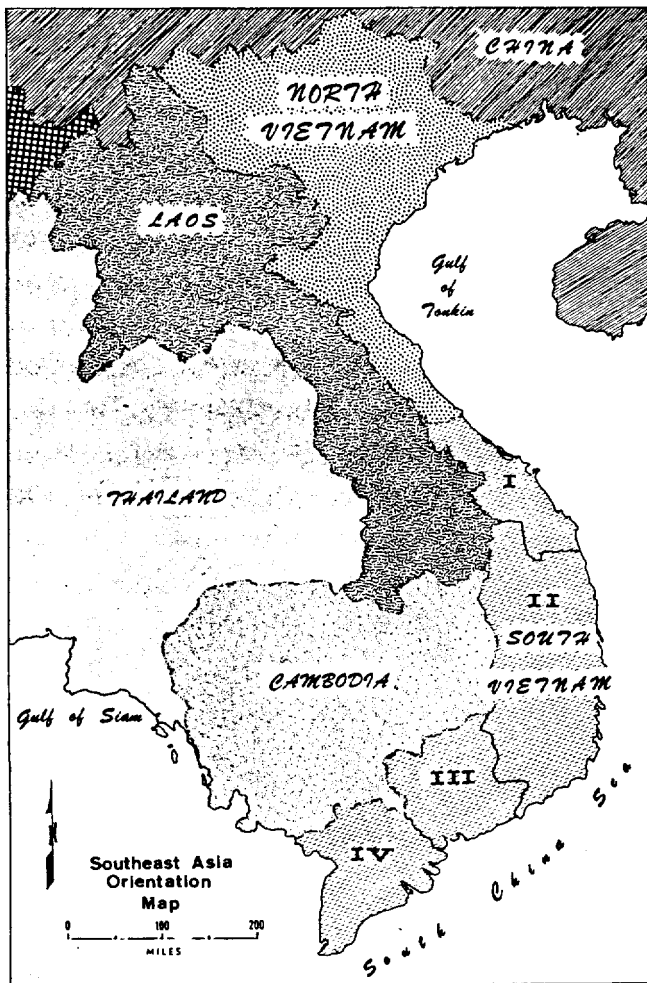 CHINA
NORTH
VIETNAM
LAOS
Gulf
of
Tonkin
I
THAILAND
II
SOUTH
VIETNAM
CAMBODIA
Gulf of Siam
III
IV
Southeast Asia
Orientation
Map
0 100 200
MILES
South China Sea